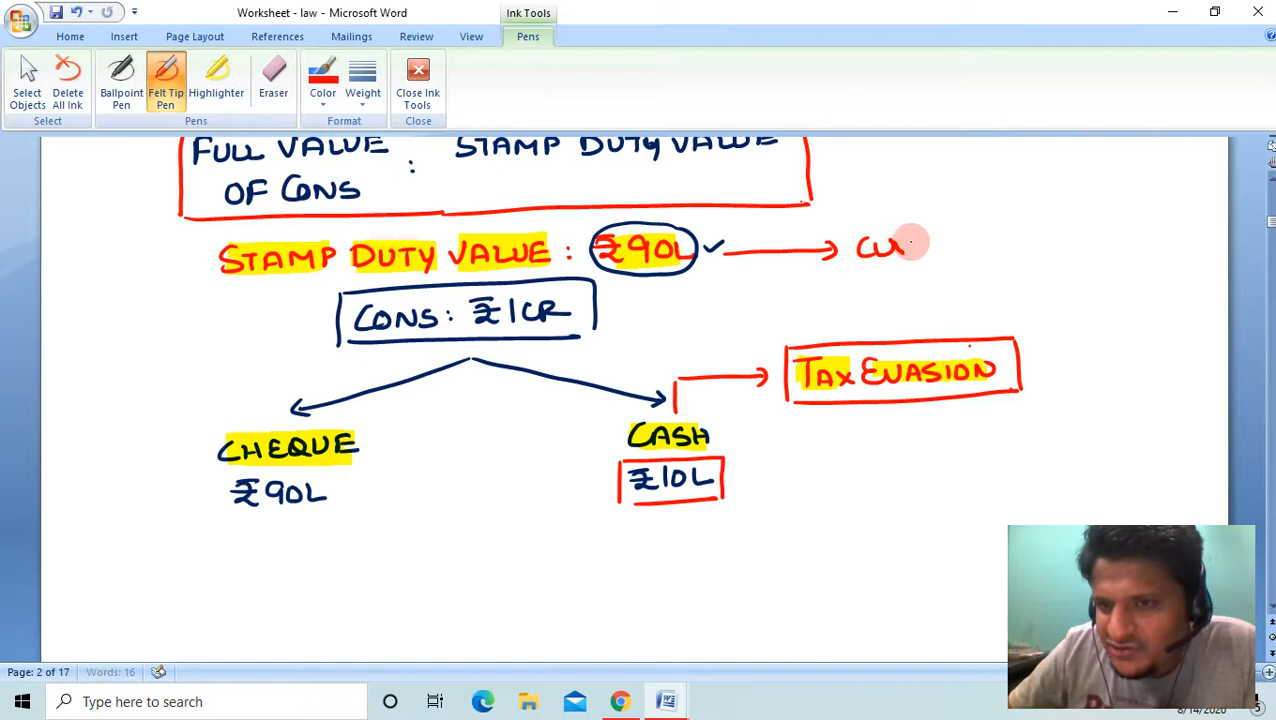 Worksheet - law - Microsoft Word
Ink Tools
Home Insert Page Layout References Mailings Review View Pens
Select Objects
Delete All Ink
Ballpoint Pen
Felt Tip Pen
Highlighter
Eraser
Color
Weight
Close Ink Tools
Select Pens Format Close
FULL VALUE OF CONS : STAMP DUTY VALUE
STAMP DUTY VALUE : ₹90L ✓
CONS: ₹1CR
TAX EVASION
CHEQUE CASH
₹90L ₹10L
Page: 2 of 17 Words: 16
Type here to search
8/14/2020